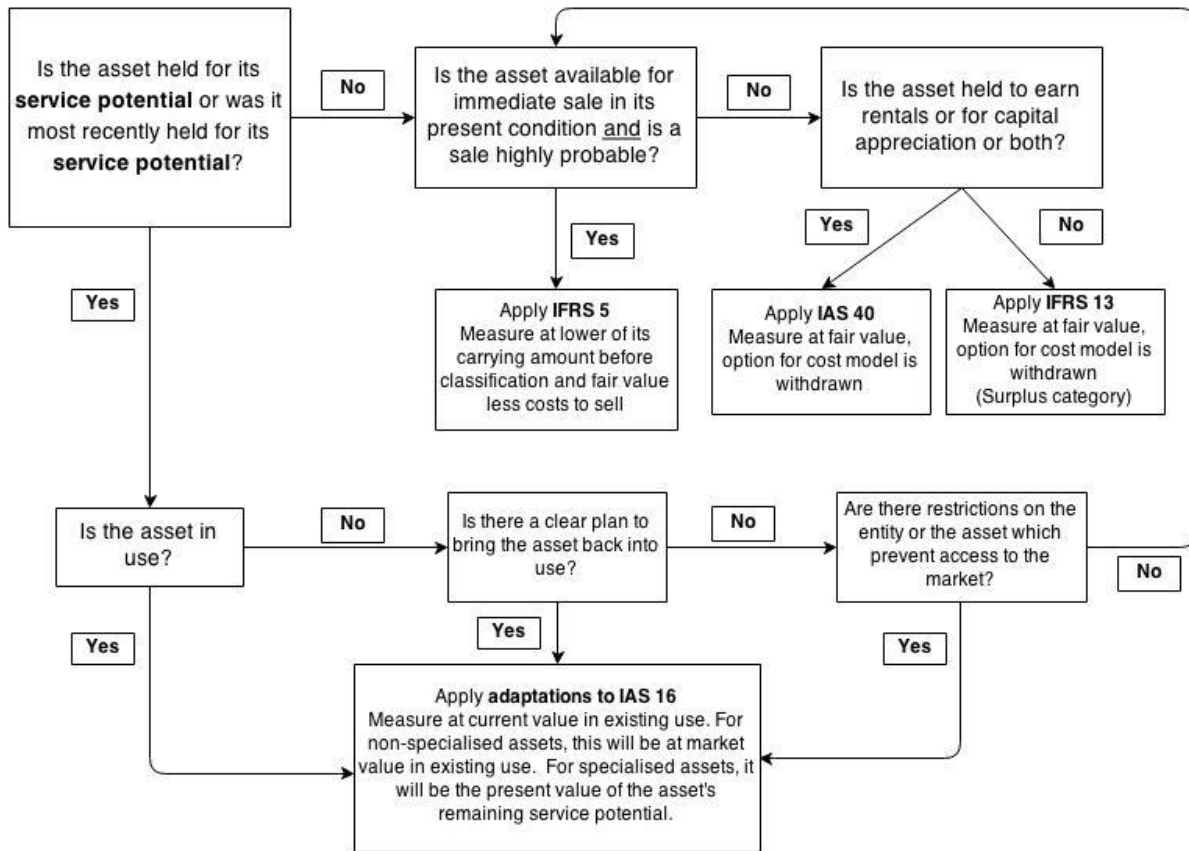 Is the asset held for its
service potential or was it
most recently held for its
service potential?
No
Is the asset available for
immediate sale in its
present condition and is a
sale highly probable?
No
Is the asset held to earn
rentals or for capital
appreciation or both?
Yes
Yes
Yes
No
Apply IFRS 5
Measure at lower of its
carrying amount before
classification and fair value
less costs to sell
Apply IAS 40
Measure at fair value,
option for cost model is
withdrawn
Apply IFRS 13
Measure at fair value,
option for cost model is
withdrawn
(Surplus category)
Is the asset in
use?
No
Is there a clear plan to
bring the asset back into
use?
No
Are there restrictions on the
entity or the asset which
prevent access to the
market?
No
Yes
Yes
Yes
Apply adaptations to IAS 16
Measure at current value in existing use. For
non-specialised assets, this will be at market
value in existing use. For specialised assets, it
will be the present value of the asset's
remaining service potential.